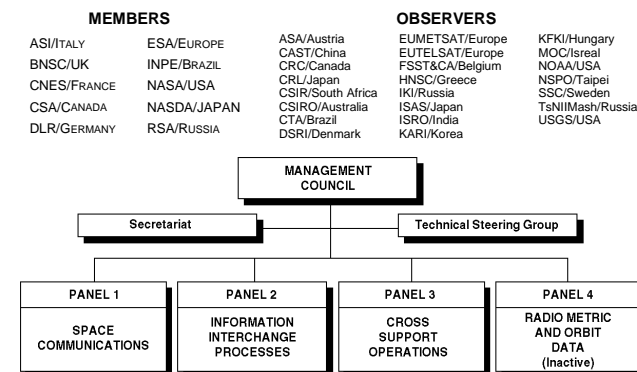 MEMBERS
ASI/ITALY
BNSC/UK
CNES/FRANCE
CSA/CANADA
DLR/GERMANY
ESA/EUROPE
INPE/BRAZIL
NASA/USA
NASDA/JAPAN
RSA/RUSSIA
OBSERVERS
ASA/Austria
CAST/China
CRC/Canada
CRL/Japan
CSIR/South Africa
CSIRO/Australia
CTA/Brazil
DSRI/Denmark
EUMETSAT/Europe
EUTELSAT/Europe
FSST&CA/Belgium
HNSC/Greece
IKI/Russia
ISAS/Japan
ISRO/India
KARI/Korea
KFKI/Hungary
MOC/Isreal
NOAA/USA
NSPO/Taipei
SSC/Sweden
TsNIIMash/Russia
USGS/USA
MANAGEMENT
COUNCIL
Secretariat
Technical Steering Group
PANEL 1
SPACE
COMMUNICATIONS
PANEL 2
INFORMATION
INTERCHANGE
PROCESSES
PANEL 3
CROSS
SUPPORT
OPERATIONS
PANEL 4
RADIO METRIC
AND ORBIT
DATA
(Inactive)